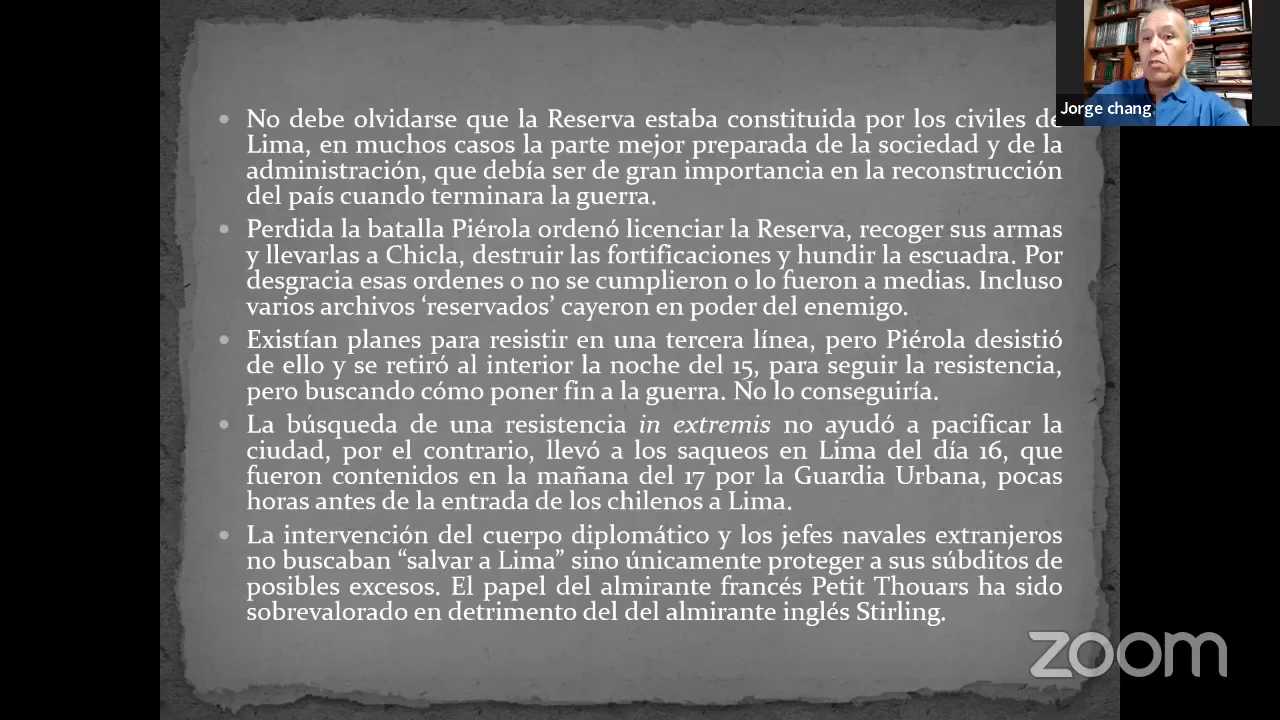 No debe olvidarse que la Reserva estaba constituida por los civiles de
Lima, en muchos casos la parte mejor preparada de la sociedad y de la
administración, que debía ser de gran importancia en la reconstrucción
del país cuando terminara la guerra.
Perdida la batalla Piérola ordenó licenciar la Reserva, recoger sus armas
y llevarlas a Chicla, destruir las fortificaciones y hundir la escuadra. Por
desgracia esas ordenes o no se cumplieron o lo fueron a medias. Incluso
varios archivos ‘reservados’ cayeron en poder del enemigo.
Existían planes para resistir en una tercera línea, pero Piérola desistió
de ello y se retiró al interior la noche del 15, para seguir la resistencia,
pero buscando cómo poner fin a la guerra. No lo conseguiría.
La búsqueda de una resistencia in extremis no ayudó a pacificar la
ciudad, por el contrario, llevó a los saqueos en Lima del día 16, que
fueron contenidos en la mañana del 17 por la Guardia Urbana, pocas
horas antes de la entrada de los chilenos a Lima.
La intervención del cuerpo diplomático y los jefes navales extranjeros
no buscaban “salvar a Lima” sino únicamente proteger a sus súbditos de
posibles excesos. El papel del almirante francés Petit Thouars ha sido
sobrevalorado en detrimento del del almirante inglés Stirling.
Jorge chang
zoom